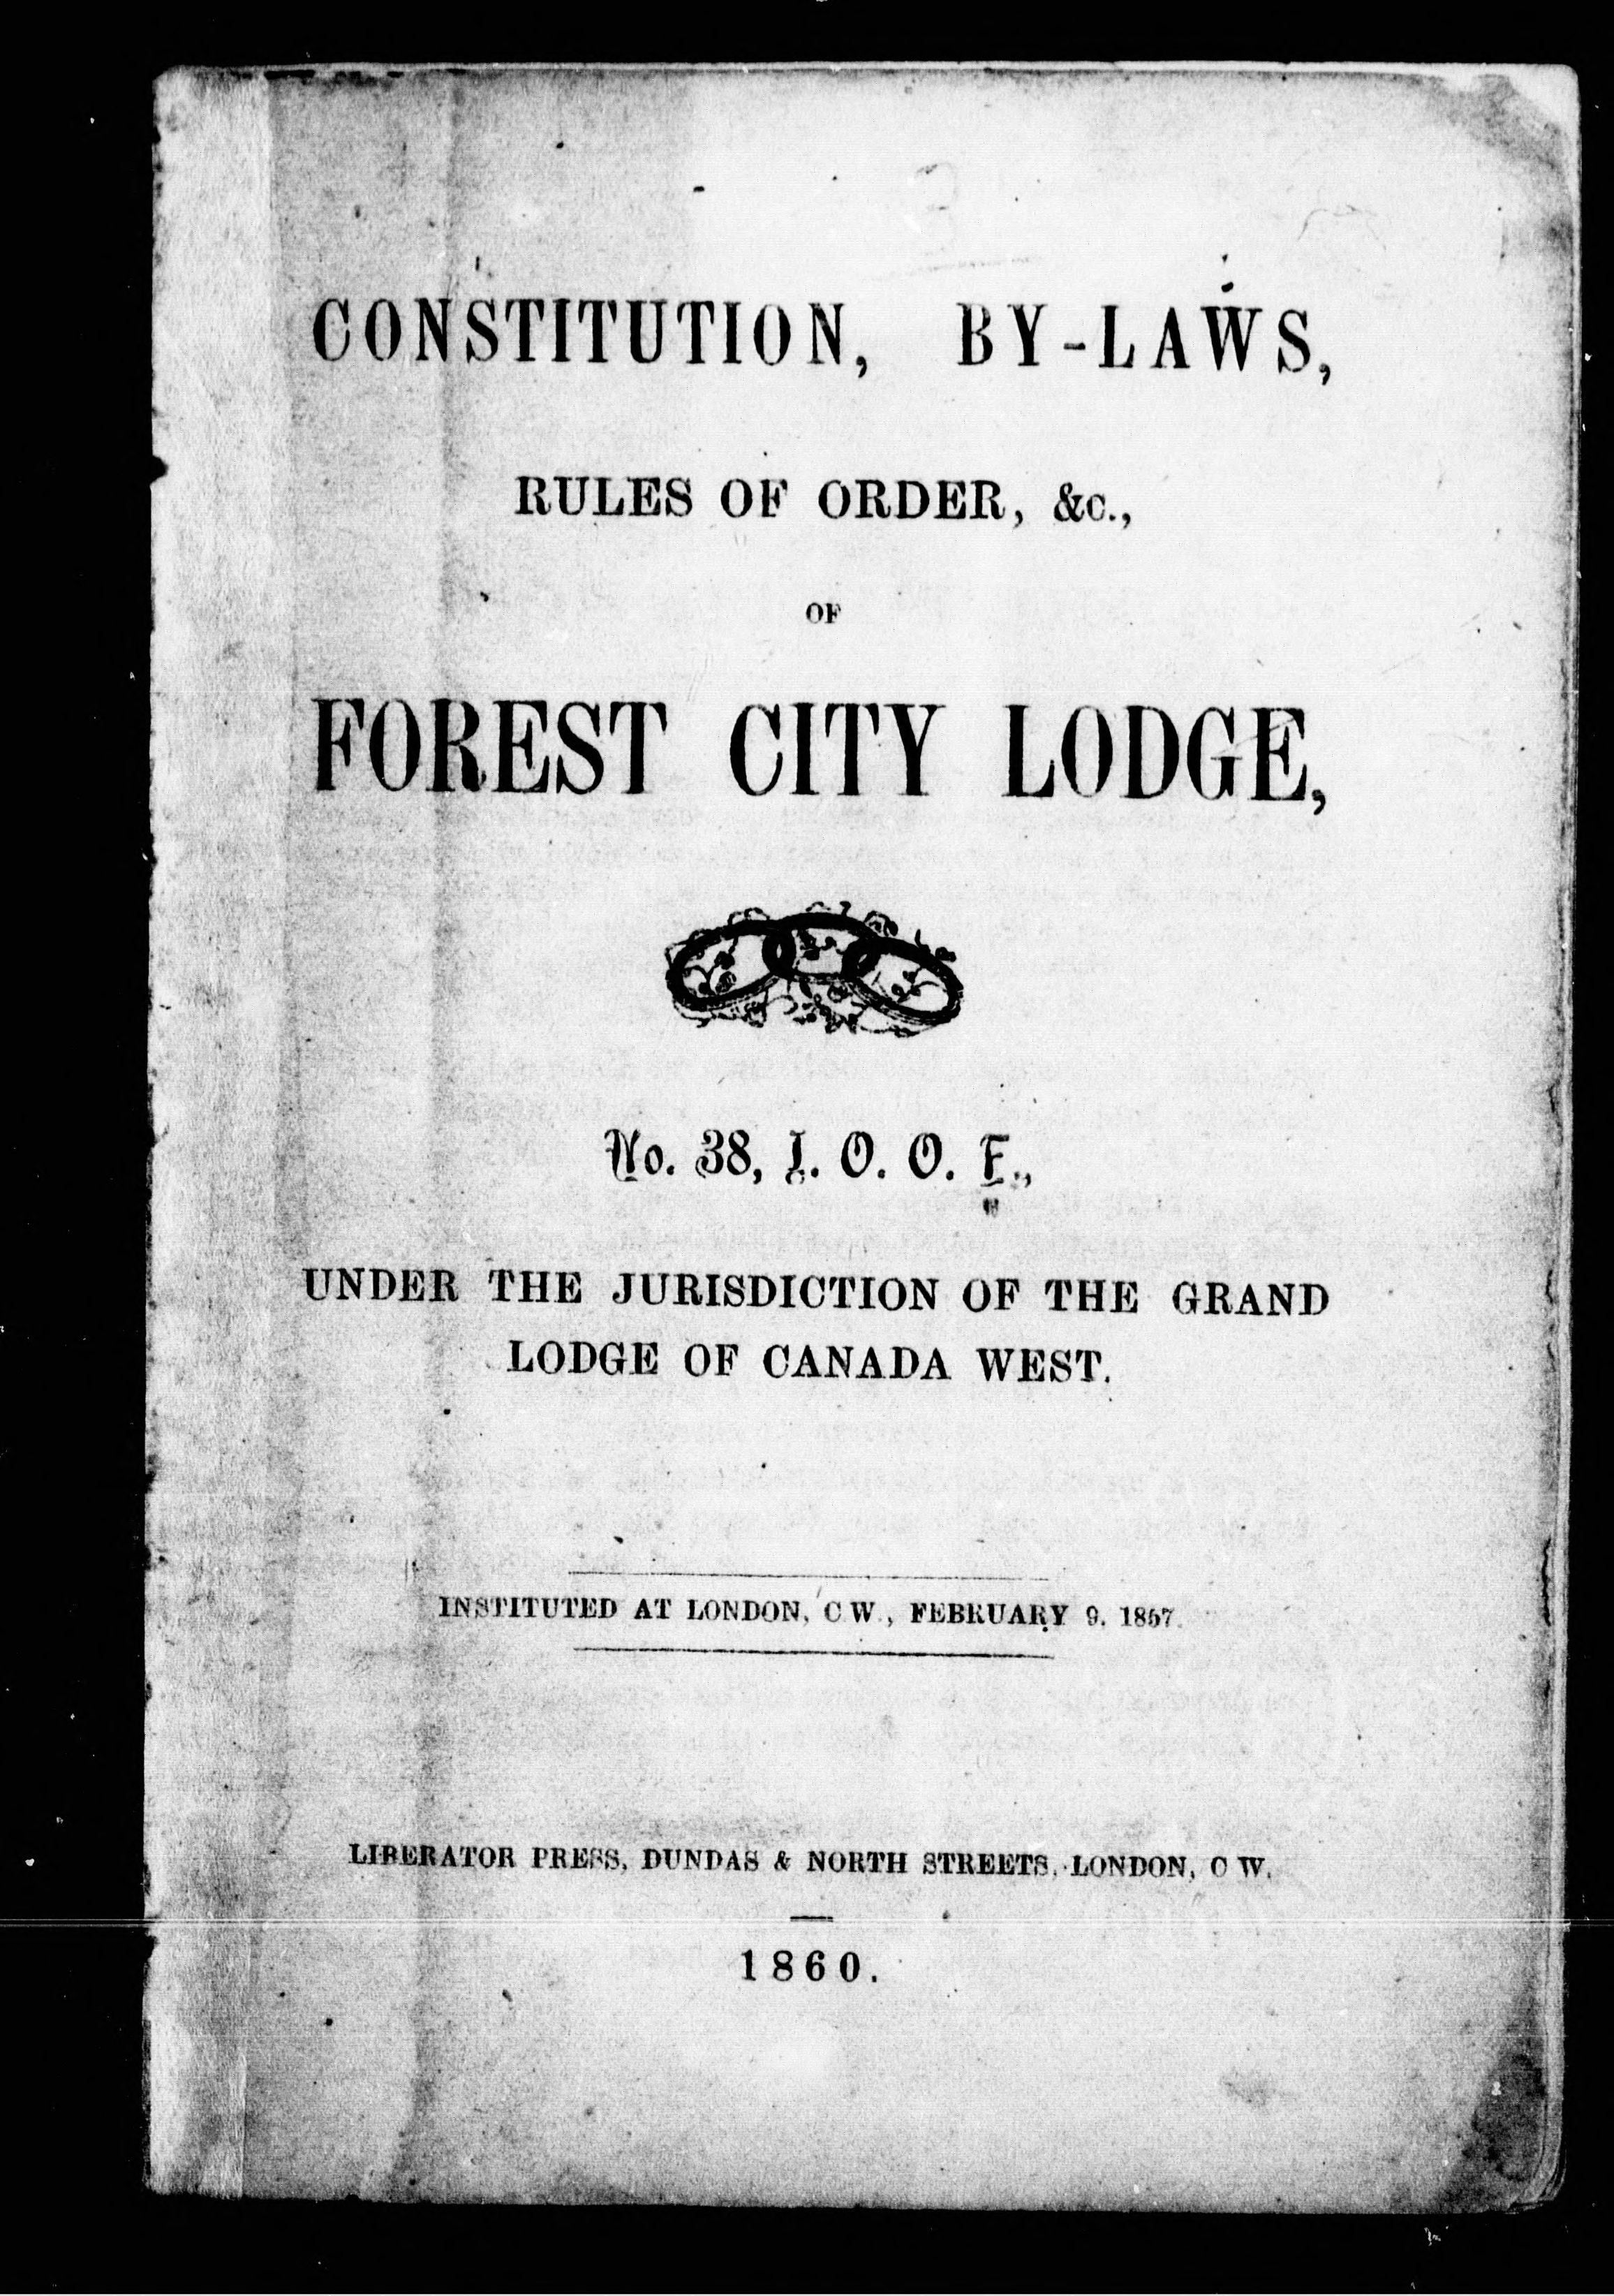 CONSTITUTION, BY-LAWS,
RULES OF ORDER, &c.,
OF
FOREST CITY LODGE,
No. 38, I. O. O. F.,
UNDER THE JURISDICTION OF THE GRAND
LODGE OF CANADA WEST.
INSTITUTED AT LONDON, C W., FEBRUARY 9, 1857.
LIBERATOR PRESS, DUNDAS & NORTH STREETS, LONDON, C W.
1860.